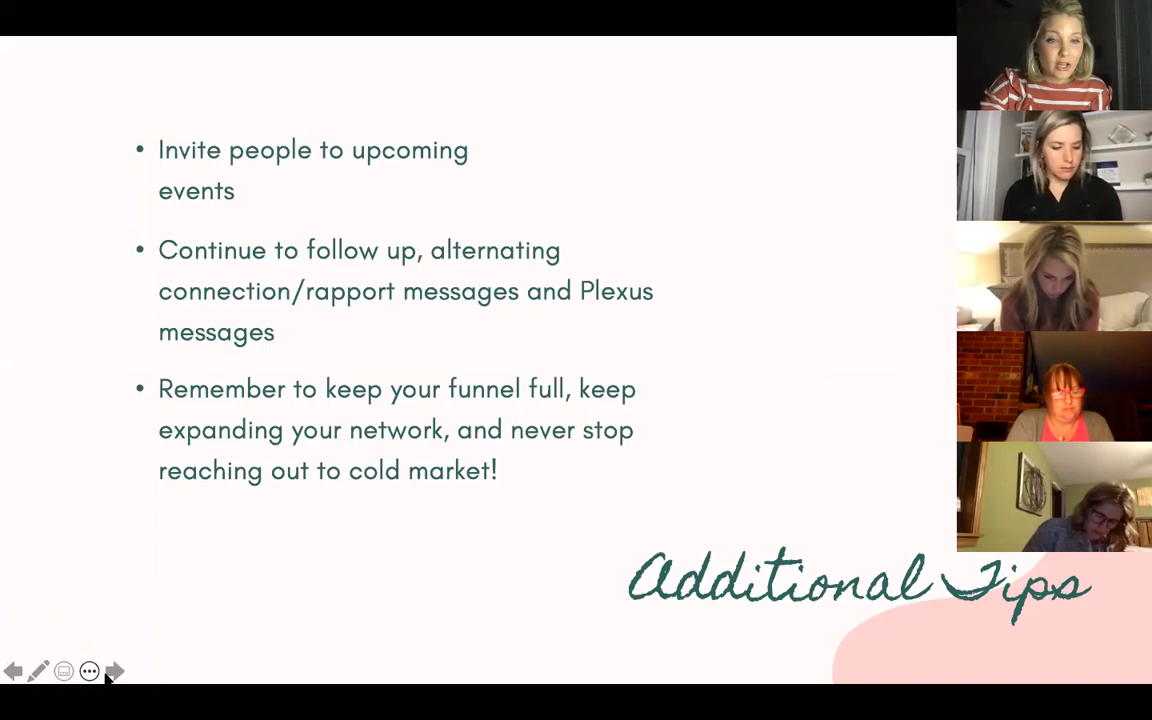 • Invite people to upcoming
events
• Continue to follow up, alternating
connection/rapport messages and Plexus
messages
• Remember to keep your funnel full, keep
expanding your network, and never stop
reaching out to cold market!
Additional Tips